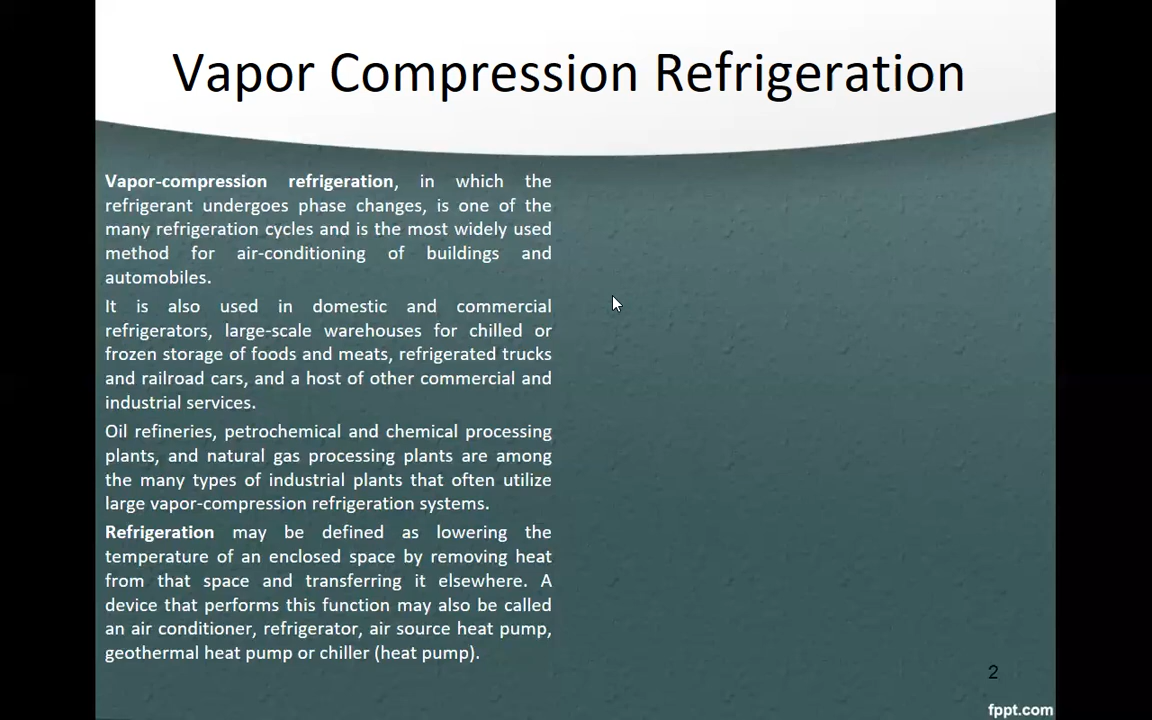 Vapor Compression Refrigeration
Vapor-compression refrigeration, in which the
refrigerant undergoes phase changes, is one of the
many refrigeration cycles and is the most widely used
method for air-conditioning of buildings and
automobiles.
It is also used in domestic and commercial
refrigerators, large-scale warehouses for chilled or
frozen storage of foods and meats, refrigerated trucks
and railroad cars, and a host of other commercial and
industrial services.
Oil refineries, petrochemical and chemical processing
plants, and natural gas processing plants are among
the many types of industrial plants that often utilize
large vapor-compression refrigeration systems.
Refrigeration may be defined as lowering the
temperature of an enclosed space by removing heat
from that space and transferring it elsewhere. A
device that performs this function may also be called
an air conditioner, refrigerator, air source heat pump,
geothermal heat pump or chiller (heat pump).
2
fppt.com